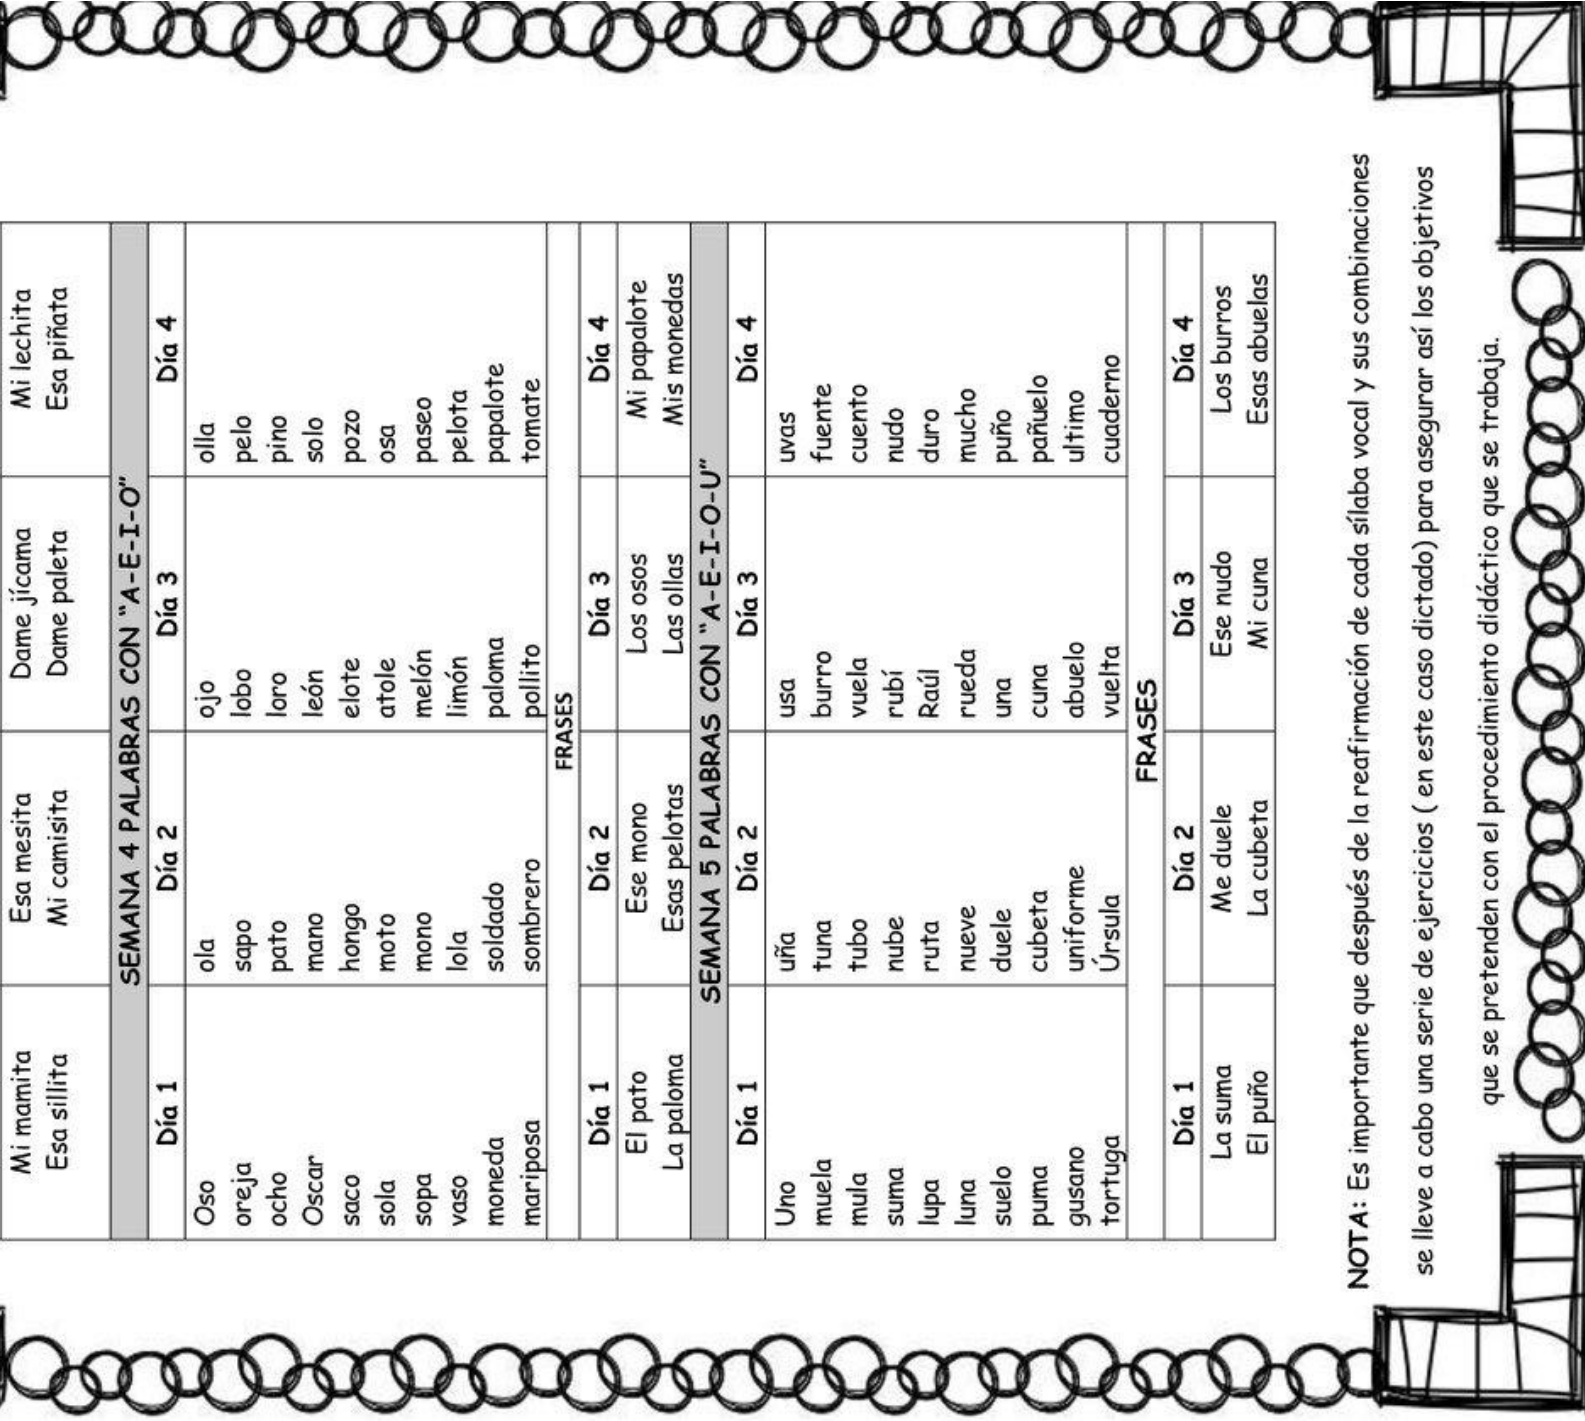 Mi mamita Esa mesita Dame jícama Mi lechita
Esa sillita Mi camisita Dame paleta Esa piñata
SEMANA 4 PALABRAS CON "A-E-I-O"
Día 1 Día 2 Día 3 Día 4
Oso ola ojo olla
oreja sapo lobo pelo
ocho pato loro pino
Oscar mano león solo
saco hongo elote pozo
sola moto atole osa
sopa mono melón paseo
vaso lola limón pelota
moneda soldado paloma papalote
mariposa sombrero pollito tomate
FRASES
Día 1 Día 2 Día 3 Día 4
El pato Ese mono Los osos Mi papalote
La paloma Esas pelotas Las ollas Mis monedas
SEMANA 5 PALABRAS CON "A-E-I-O-U"
Día 1 Día 2 Día 3 Día 4
Uno uña usa uvas
muela tuna burro fuente
mula tubo vuela cuento
suma nube rubí nudo
lupa ruta Raúl duro
luna nueve rueda mucho
suelo duele una puño
puma cubeta cuna pañuelo
gusano uniforme abuelo ultimo
tortuga Úrsula vuelta cuaderno
FRASES
Día 1 Día 2 Día 3 Día 4
La suma Me duele Ese nudo Los burros
El puño La cubeta Mi cuna Esas abuelas
NOTA: Es importante que después de la reafirmación de cada sílaba vocal y sus combinaciones
se lleve a cabo una serie de ejercicios ( en este caso dictado) para asegurar así los objetivos
que se pretenden con el procedimiento didáctico que se trabaja.